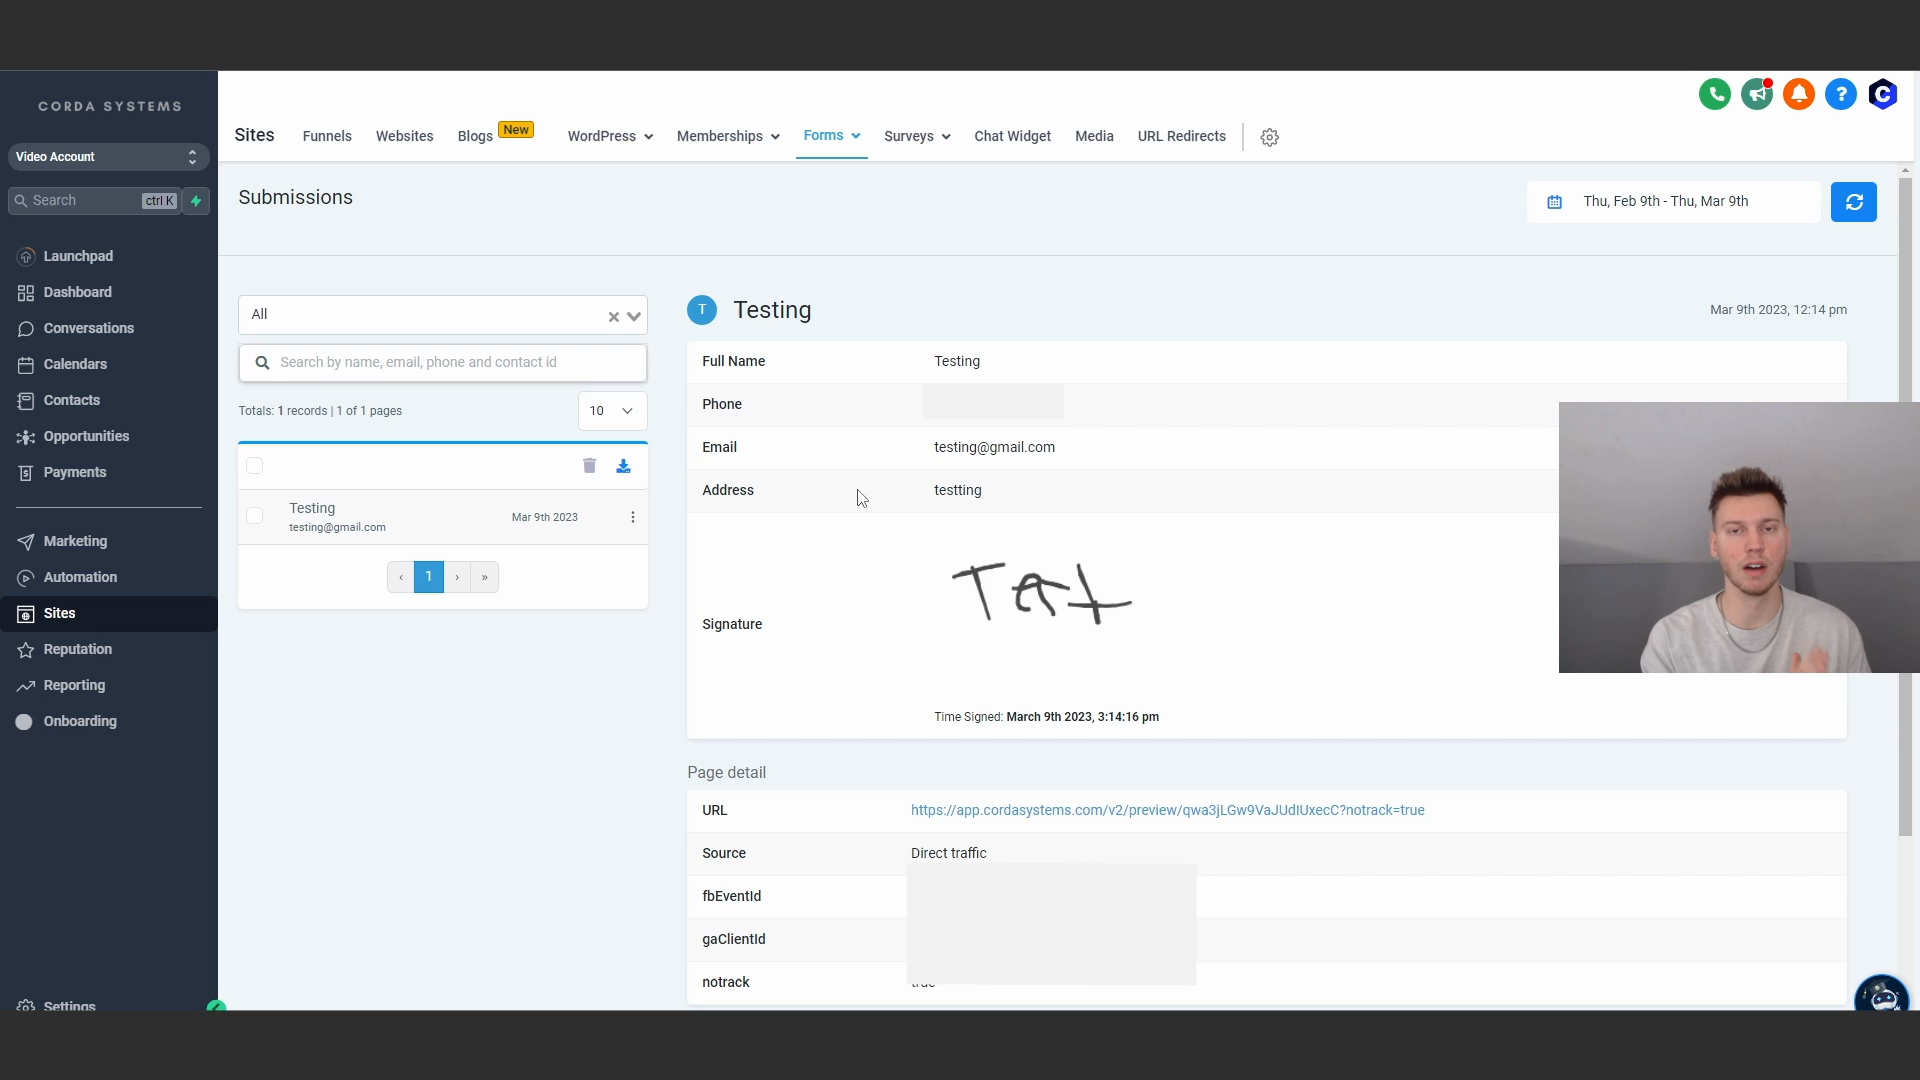 CORDA SYSTEMS
Video Account
Search
ctrl K
Launchpad
Dashboard
Conversations
Calendars
Contacts
Opportunities
Payments
Marketing
Automation
Sites
Reputation
Reporting
Onboarding
Settings
Sites Funnels Websites Blogs New WordPress Memberships Forms Surveys Chat Widget Media URL Redirects
Submissions
Thu, Feb 9th - Thu, Mar 9th
All
Search by name, email, phone and contact id
Totals: 1 records | 1 of 1 pages
10
Testing
testing@gmail.com
Mar 9th 2023
‹ 1 › »
T Testing
Mar 9th 2023, 12:14 pm
Full Name Testing
Phone
Email testing@gmail.com
Address testting
Signature
Time Signed: March 9th 2023, 3:14:16 pm
Page detail
URL https://app.cordasystems.com/v2/preview/qwa3jLGw9VaJUdIUxecC?notrack=true
Source Direct traffic
fbEventId
gaClientId
notrack